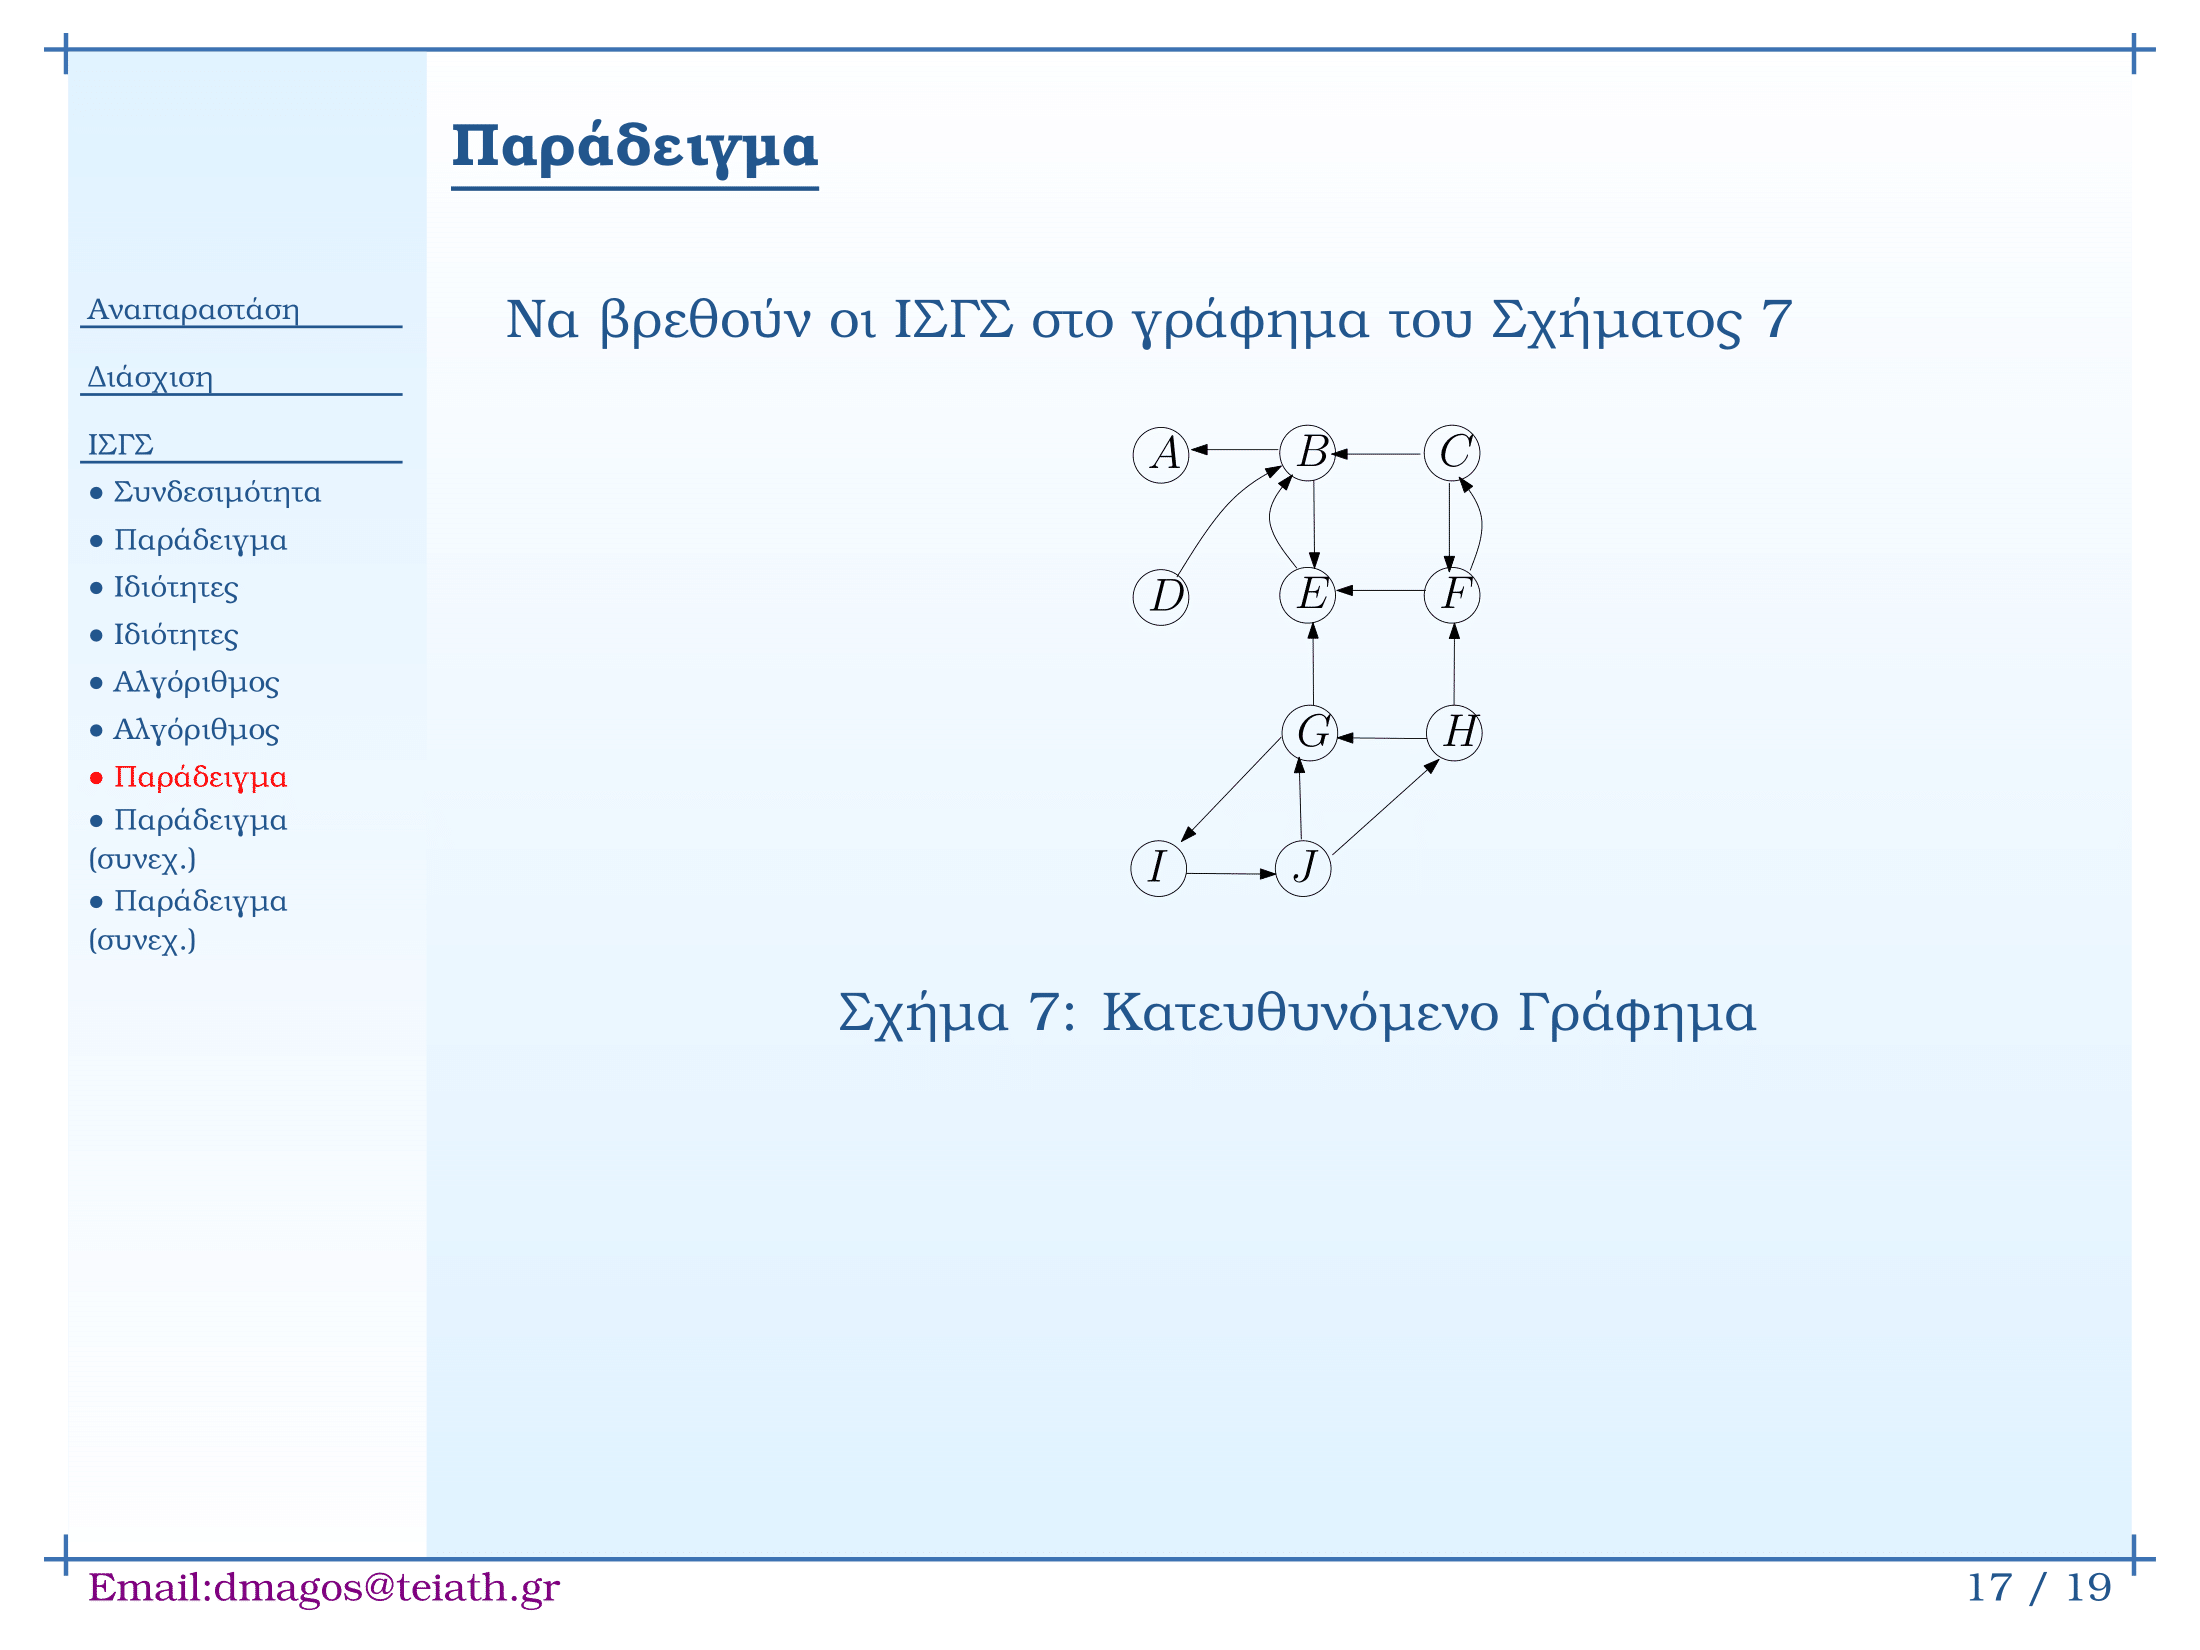 Παράδειγμα
Αναπαραστάση
Διάσχιση
ΙΣΓΣ
● Συνδεσιμότητα
● Παράδειγμα
● Ιδιότητες
● Ιδιότητες
● Αλγόριθμος
● Αλγόριθμος
● Παράδειγμα
● Παράδειγμα
(συνεχ.)
● Παράδειγμα
(συνεχ.)
Να βρεθούν οι ΙΣΓΣ στο γράφημα του Σχήματος 7
A B C
D E F
G H
I J
Σχήμα 7: Κατευθυνόμενο Γράφημα
Email:dmagos@teiath.gr
17 / 19